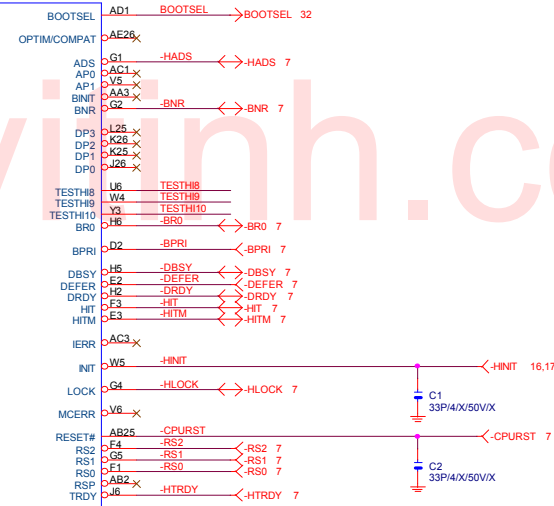 BOOTSEL AD1 BOOTSEL BOOTSEL 32
OPTIM/COMPAT AE26
ADS G1 -HADS -HADS 7
AP0 AC1
AP1 V5
BINIT AA3
BNR G2 -BNR -BNR 7
DP3 L25
DP2 K26
DP1 K25
DP0 J26
TESTHI8 U6 TESTHI8
TESTHI9 W4 TESTHI9
TESTHI10 Y3 TESTHI10
BR0 H6 -BR0 -BR0 7
BPRI D2 -BPRI -BPRI 7
DBSY H5 -DBSY -DBSY 7
DEFER E2 -DEFER -DEFER 7
DRDY H2 -DRDY -DRDY 7
HIT F3 -HIT -HIT 7
HITM E3 -HITM -HITM 7
IERR AC3
INIT W5 -HINIT -HINIT 16,17
LOCK G4 -HLOCK -HLOCK 7
C1
33P/4/X/50V/X
MCERR V6
RESET# AB25 -CPURST -CPURST 7
RS2 F4 -RS2 -RS2 7
RS1 G5 -RS1 -RS1 7
RS0 F1 -RS0 -RS0 7
C2
33P/4/X/50V/X
RSP AB2
TRDY J6 -HTRDY -HTRDY 7
vitinh.c